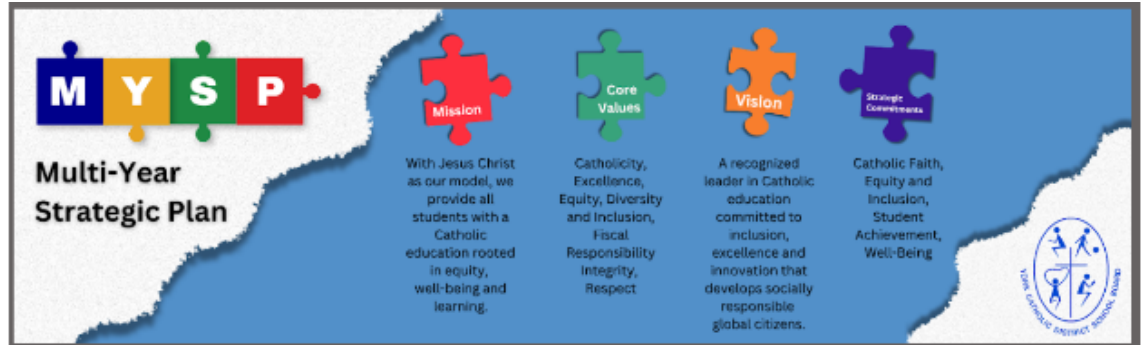 MYSP
Multi-Year
Strategic Plan
Mission
With Jesus Christ
as our model, we
provide all
students with a
Catholic
education rooted
in equity,
well-being and
learning.
Core
Values
Catholicity,
Excellence,
Equity, Diversity
and Inclusion,
Fiscal
Responsibility
Integrity,
Respect
Vision
A recognized
leader in Catholic
education
committed to
inclusion,
excellence and
innovation that
develops socially
responsible
global citizens.
Strategic
Commitments
Catholic Faith,
Equity and
Inclusion,
Student
Achievement,
Well-Being
YORK CATHOLIC DISTRICT SCHOOL BOARD